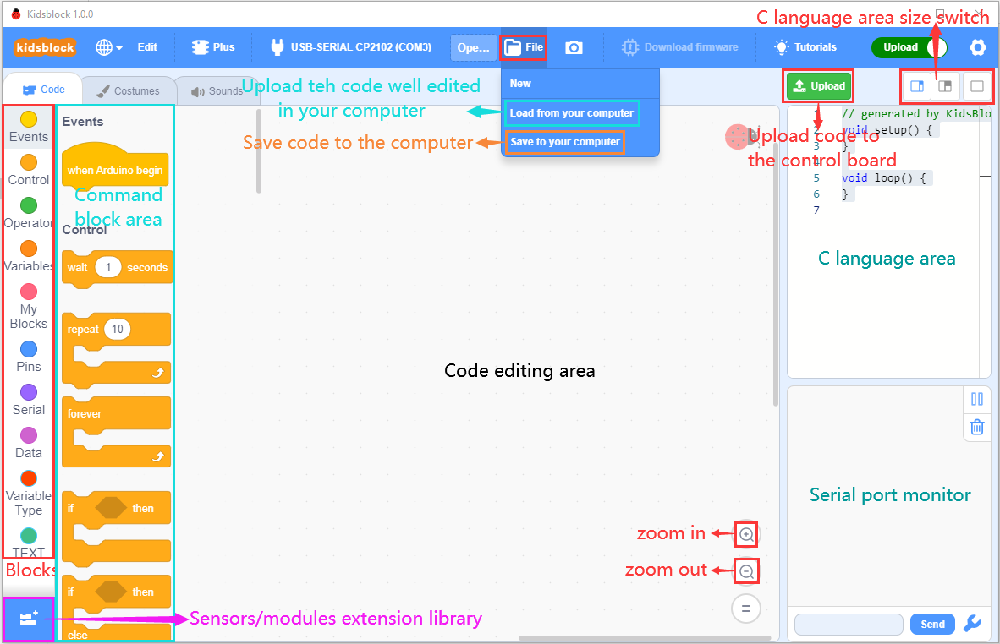 Kidsblock 1.0.0
C language area size switch
kidsblock
Edit
Plus
USB-SERIAL CP2102 (COM3)
Ope...
File
Download firmware
Tutorials
Upload
Code
Costumes
Sounds
New
Load from your computer
Save to your computer
Upload teh code well edited
in your computer
Save code to the computer
Upload
Upload code to
the control board
1 // generated by KidsBlo
2 void setup() {
3 }
4
5 void loop() {
6 }
7
C language area
Events
Control
Operator
Variables
My
Blocks
Pins
Serial
Data
Variable
Type
TEXT
Blocks
Events
when Arduino begin
Command
block area
Control
wait 1 seconds
repeat 10
forever
if then
if then
else
Code editing area
Serial port monitor
zoom in
zoom out
Sensors/modules extension library
Send